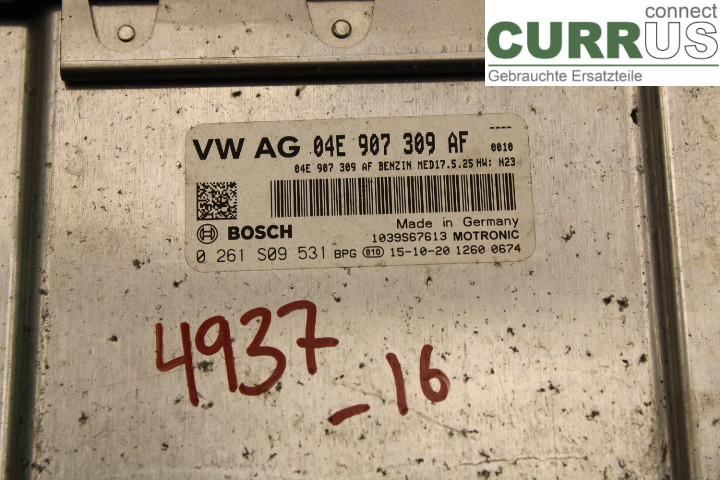 connect
CURRUS
Gebrauchte Ersatzteile
----
VW AG 04E 907 309 AF 0010
04E 907 309 AF BENZIN MED17.5.25 HW: H23
Made in Germany
BOSCH 1039S67613 MOTRONIC
0 261 S09 531 BPG 810 15-10-20 1260 0674
4937
_16